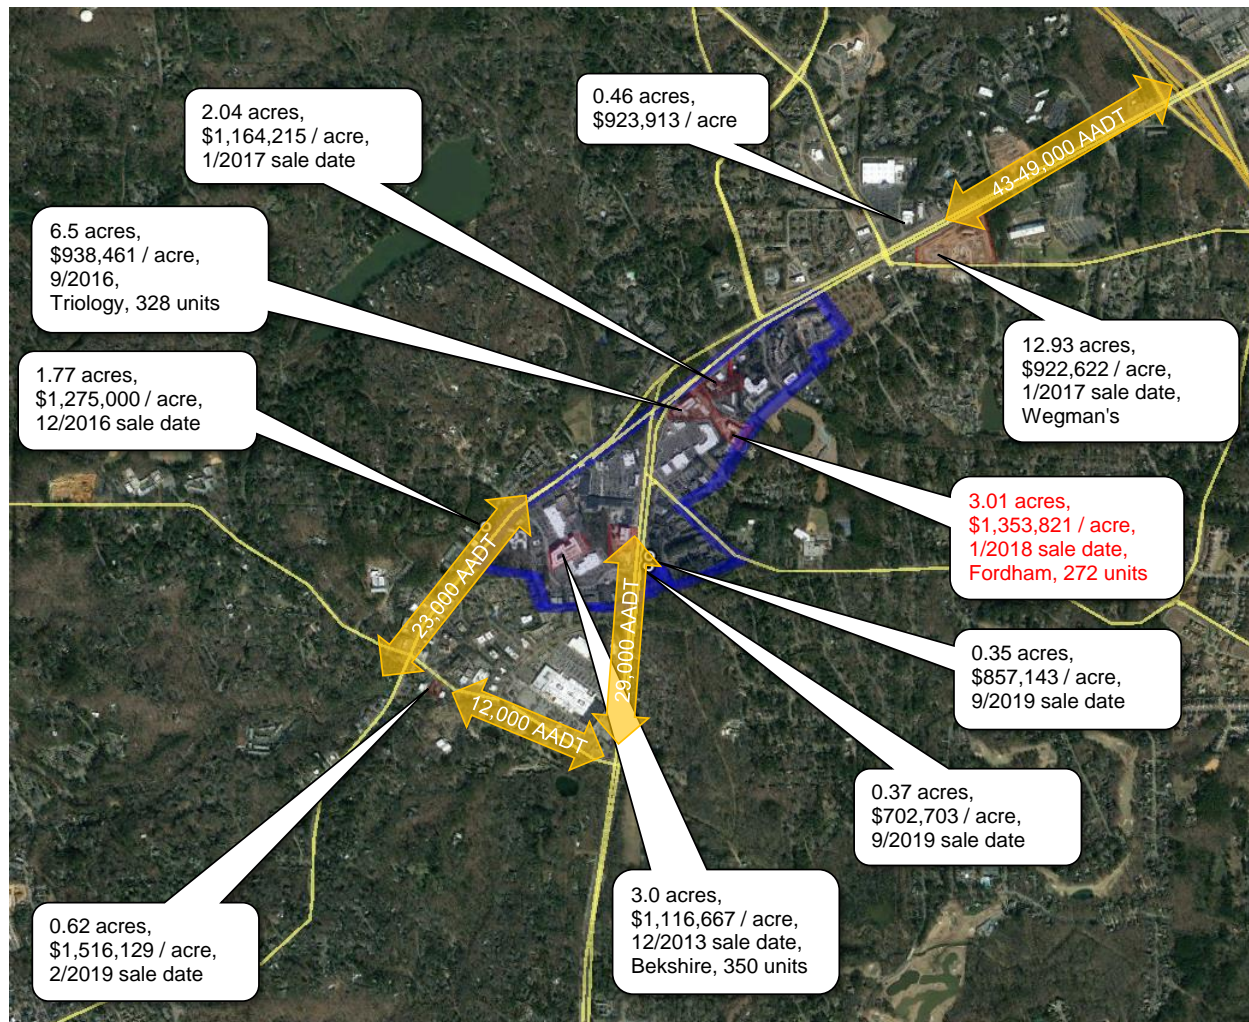 2.04 acres,
$1,164,215 / acre,
1/2017 sale date
0.46 acres,
$923,913 / acre
43-49,000 AADT
6.5 acres,
$938,461 / acre,
9/2016,
Triology, 328 units
12.93 acres,
$922,622 / acre,
1/2017 sale date,
Wegman's
1.77 acres,
$1,275,000 / acre,
12/2016 sale date
3.01 acres,
$1,353,821 / acre,
1/2018 sale date,
Fordham, 272 units
23,000 AADT
29,000 AADT
12,000 AADT
0.35 acres,
$857,143 / acre,
9/2019 sale date
0.37 acres,
$702,703 / acre,
9/2019 sale date
0.62 acres,
$1,516,129 / acre,
2/2019 sale date
3.0 acres,
$1,116,667 / acre,
12/2013 sale date,
Bekshire, 350 units